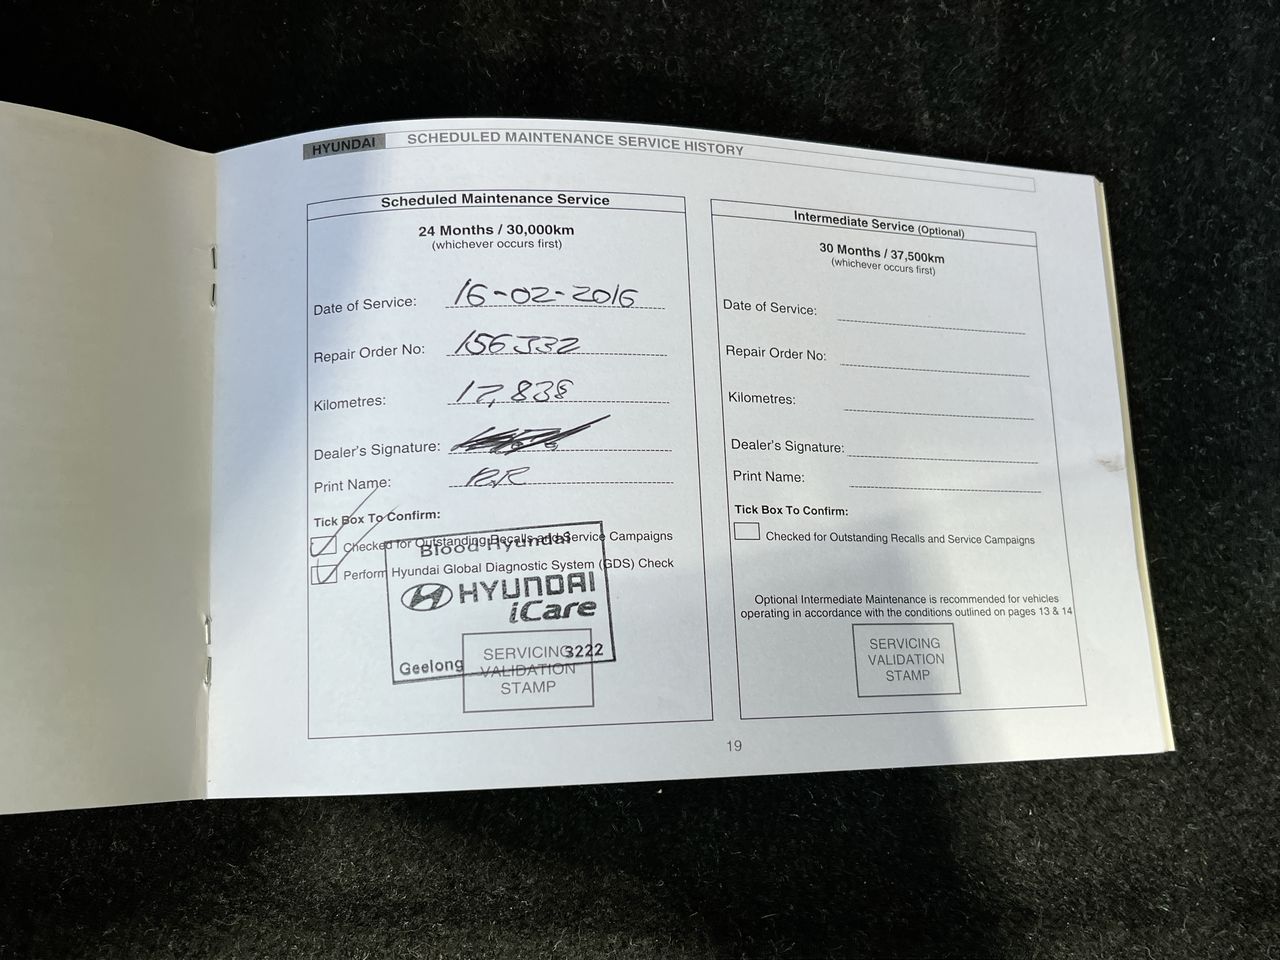 HYUNDAI SCHEDULED MAINTENANCE SERVICE HISTORY
Scheduled Maintenance Service
24 Months / 30,000km
(whichever occurs first)
Date of Service: 16-02-2016
Repair Order No: 156332
Kilometres: 12,838
Dealer's Signature:
Print Name:
Tick Box To Confirm:
Checked for Outstanding Recalls and Service Campaigns
Perform Hyundai Global Diagnostic System (GDS) Check
Blood Hyundai
HYUNDAI
iCare
Geelong 3222
SERVICING
VALIDATION
STAMP
Intermediate Service (Optional)
30 Months / 37,500km
(whichever occurs first)
Date of Service:
Repair Order No:
Kilometres:
Dealer's Signature:
Print Name:
Tick Box To Confirm:
Checked for Outstanding Recalls and Service Campaigns
Optional Intermediate Maintenance is recommended for vehicles
operating in accordance with the conditions outlined on pages 13 & 14
SERVICING
VALIDATION
STAMP
19